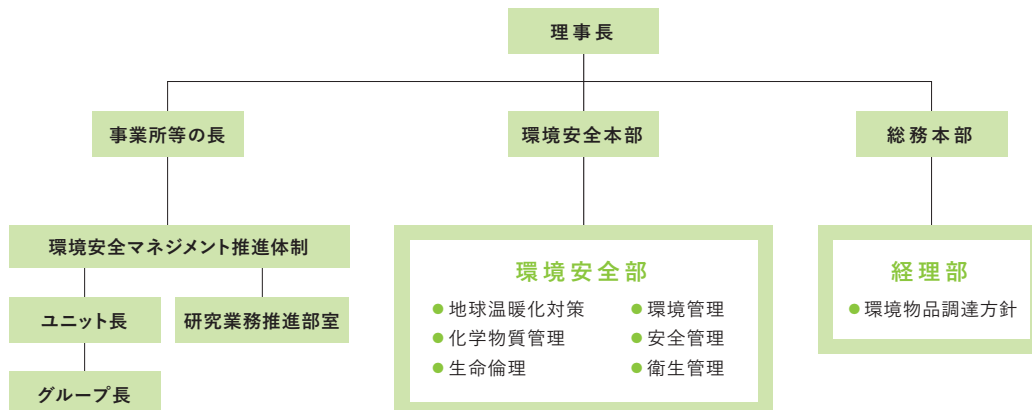 理事長
事業所等の長
環境安全本部
総務本部
環境安全マネジメント推進体制
ユニット長
研究業務推進部室
グループ長
環境安全部
● 地球温暖化対策
● 化学物質管理
● 生命倫理
● 環境管理
● 安全管理
● 衛生管理
経理部
● 環境物品調達方針